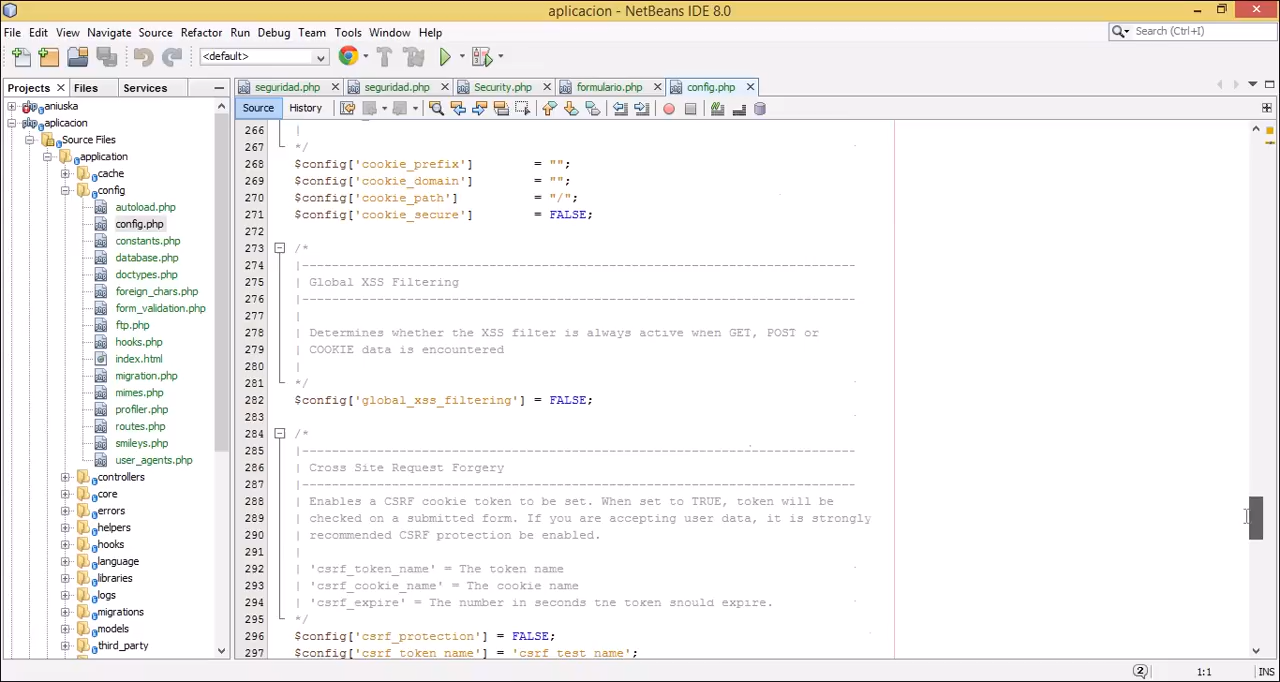 aplicacion - NetBeans IDE 8.0
File Edit View Navigate Source Refactor Run Debug Team Tools Window Help
Search (Ctrl+I)
<default>
Projects Files Services
seguridad.php seguridad.php Security.php formulario.php config.php
Source History
aniuska
aplicacion
Source Files
application
cache
config
autoload.php
config.php
constants.php
database.php
doctypes.php
foreign_chars.php
form_validation.php
ftp.php
hooks.php
index.html
migration.php
mimes.php
profiler.php
routes.php
smileys.php
user_agents.php
controllers
core
errors
helpers
hooks
language
libraries
logs
migrations
models
third_party
266 |
267 */
268 $config['cookie_prefix'] = "";
269 $config['cookie_domain'] = "";
270 $config['cookie_path'] = "/";
271 $config['cookie_secure'] = FALSE;
272
273 /*
274 |--------------------------------------------------------------------------
275 | Global XSS Filtering
276 |--------------------------------------------------------------------------
277 |
278 | Determines whether the XSS filter is always active when GET, POST or
279 | COOKIE data is encountered
280 |
281 */
282 $config['global_xss_filtering'] = FALSE;
283
284 /*
285 |--------------------------------------------------------------------------
286 | Cross Site Request Forgery
287 |--------------------------------------------------------------------------
288 | Enables a CSRF cookie token to be set. When set to TRUE, token will be
289 | checked on a submitted form. If you are accepting user data, it is strongly
290 | recommended CSRF protection be enabled.
291 |
292 | 'csrf_token_name' = The token name
293 | 'csrf_cookie_name' = The cookie name
294 | 'csrf_expire' = The number in seconds the token should expire.
295 */
296 $config['csrf_protection'] = FALSE;
297 $config['csrf_token_name'] = 'csrf_test_name';
2 1:1 INS